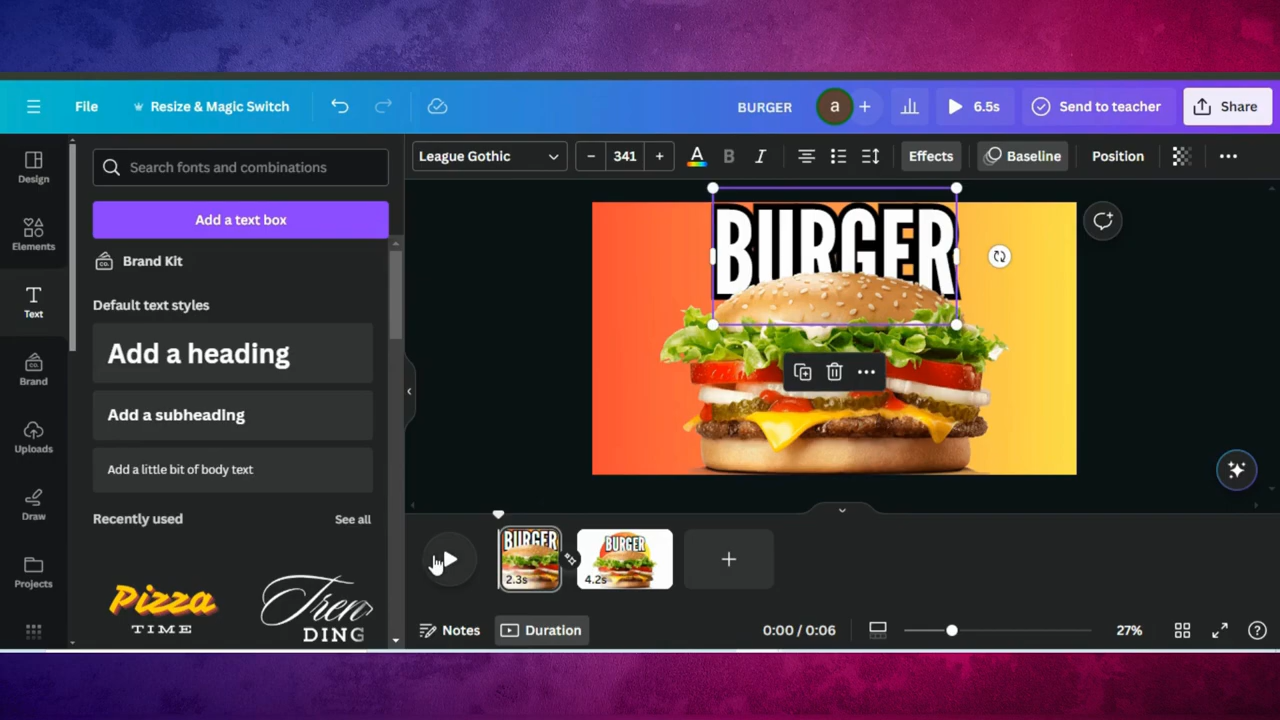 File
Resize & Magic Switch
BURGER
a
6.5s
Send to teacher
Share
League Gothic
− 341 +
A
B
I
Effects
Baseline
Position
Design
Elements
Text
Brand
Uploads
Draw
Projects
Search fonts and combinations
Add a text box
CO.
Brand Kit
Default text styles
Add a heading
Add a subheading
Add a little bit of body text
Recently used
See all
Pizza
TIME
Tren
DING
BURGER
BURGER
2.3s
BURGER
4.2s
Notes
Duration
0:00 / 0:06
27%